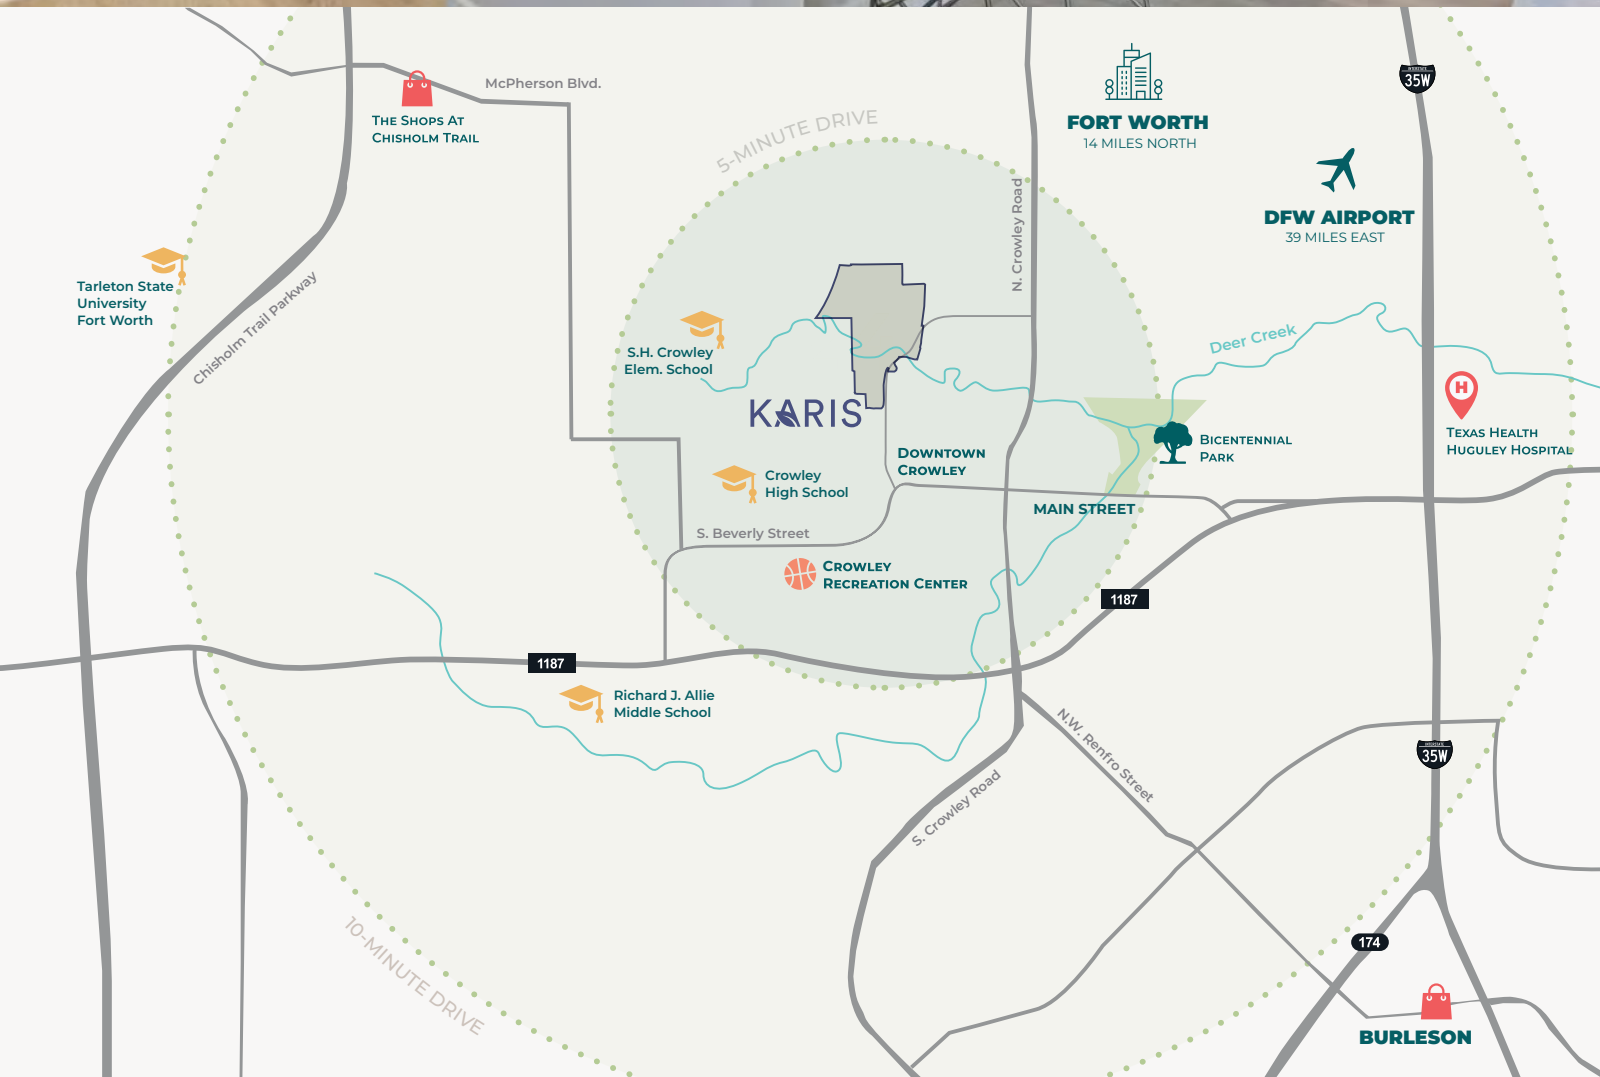 INTERSTATE
35W
McPherson Blvd.
THE SHOPS AT
CHISHOLM TRAIL
FORT WORTH
14 MILES NORTH
5-MINUTE DRIVE
DFW AIRPORT
39 MILES EAST
N. Crowley Road
Tarleton State
University
Fort Worth
Chisholm Trail Parkway
S.H. Crowley
Elem. School
Deer Creek
KARIS
H
TEXAS HEALTH
HUGULEY HOSPITAL
BICENTENNIAL
PARK
DOWNTOWN
CROWLEY
Crowley
High School
MAIN STREET
S. Beverly Street
CROWLEY
RECREATION CENTER
1187
1187
Richard J. Allie
Middle School
N.W. Renfro Street
INTERSTATE
35W
S. Crowley Road
10-MINUTE DRIVE
174
BURLESON